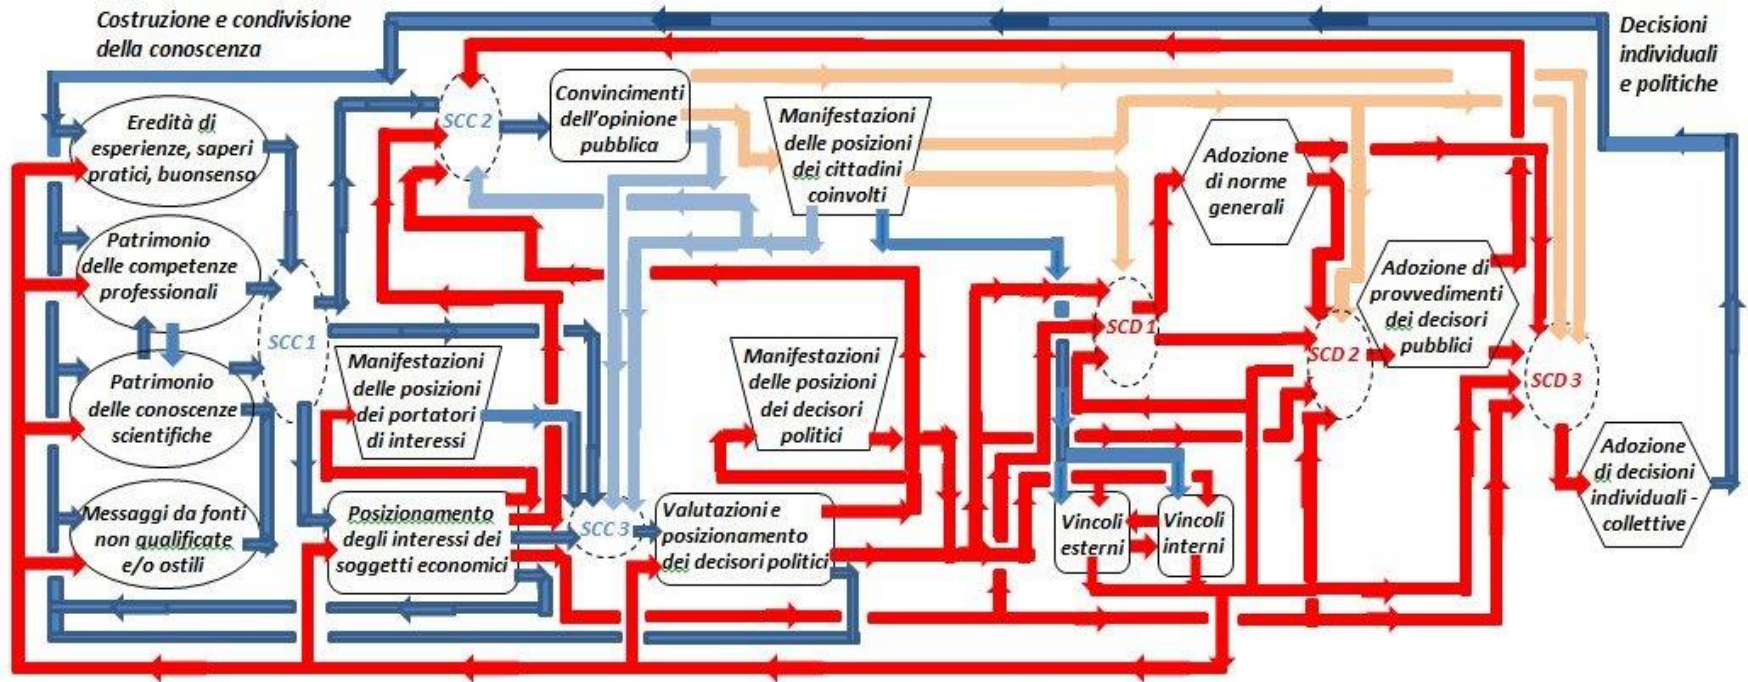 Costruzione e condivisione
della conoscenza
Decisioni
individuali
e politiche
Eredità di
esperienze, saperi
pratici, buonsenso
Patrimonio
delle competenze
professionali
Patrimonio
delle conoscenze
scientifiche
Messaggi da fonti
non qualificate
e/o ostili
SCC 1
SCC 2
Convincimenti
dell'opinione
pubblica
Manifestazioni
delle posizioni
dei cittadini
coinvolti
Manifestazioni
delle posizioni
dei portatori
di interessi
Posizionamento
degli interessi dei
soggetti economici
SCC 3
Manifestazioni
delle posizioni
dei decisori
politici
Valutazioni e
posizionamento
dei decisori politici
SCD 1
Vincoli
esterni
Vincoli
interni
Adozione
di norme
generali
SCD 2
Adozione di
provvedimenti
dei decisori
pubblici
SCD 3
Adozione
di decisioni
individuali -
collettive